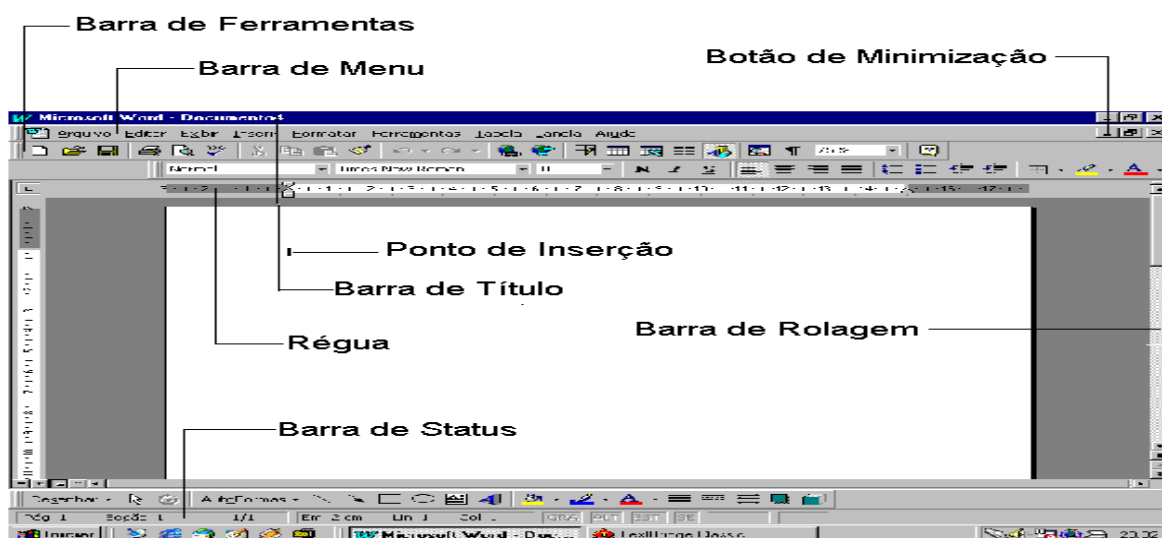 Barra de Ferramentas
Barra de Menu
Botão de Minimização
Microsoft Word - Documento4
Arquivo Editar Exibir Inserir Formatar Ferramentas Tabela Janela Ajuda
Normal Times New Roman
Ponto de Inserção
Barra de Título
Barra de Rolagem
Régua
Barra de Status
Desenhar AutoFormas
Pág 1 Seção 1 1/1 Em 2 cm Lin 1 Col
Iniciar Microsoft Word - Doc...